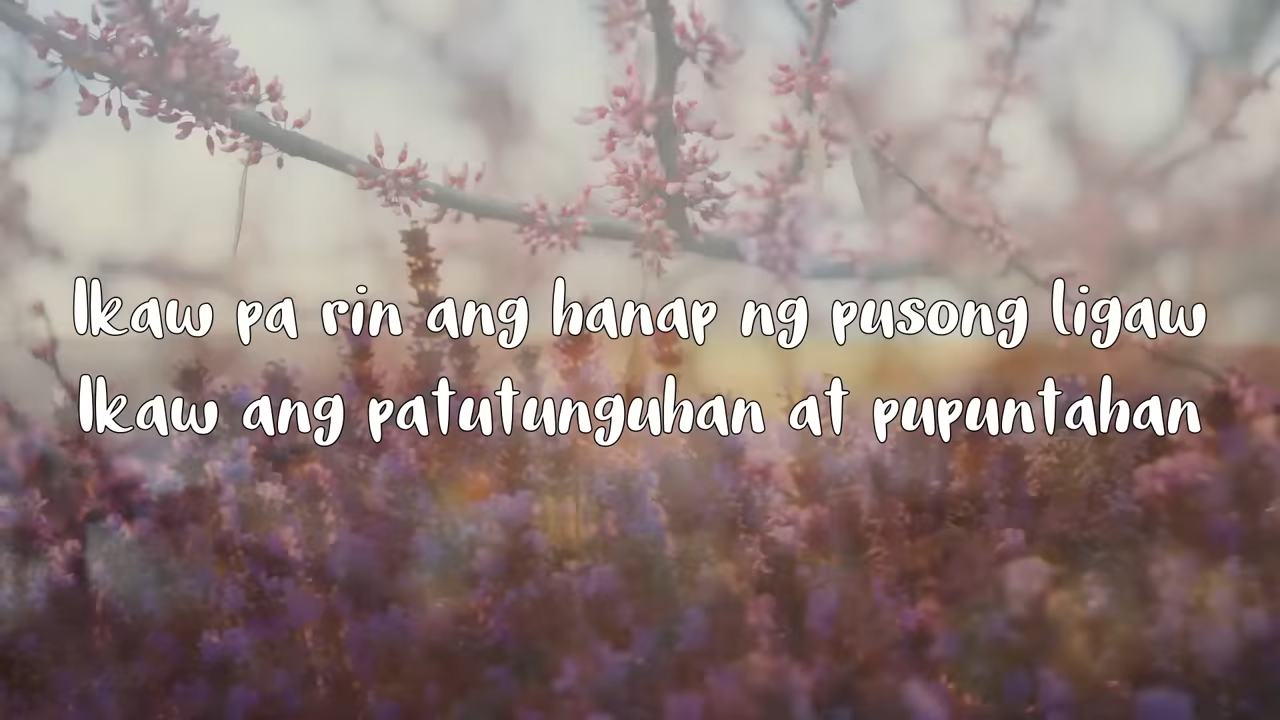 Ikaw pa rin ang hanap ng pusong ligaw
Ikaw ang patutunguhan at pupuntahan